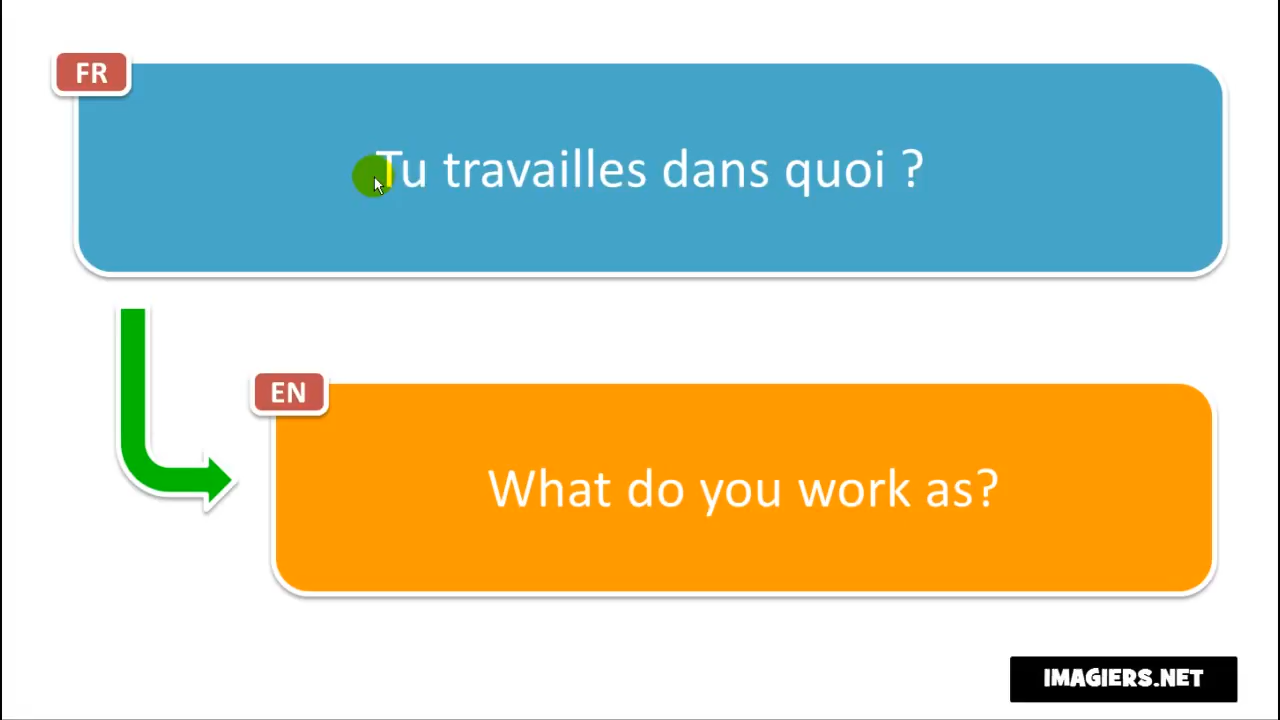 FR
Tu travailles dans quoi ?
EN
What do you work as?
IMAGIERS.NET